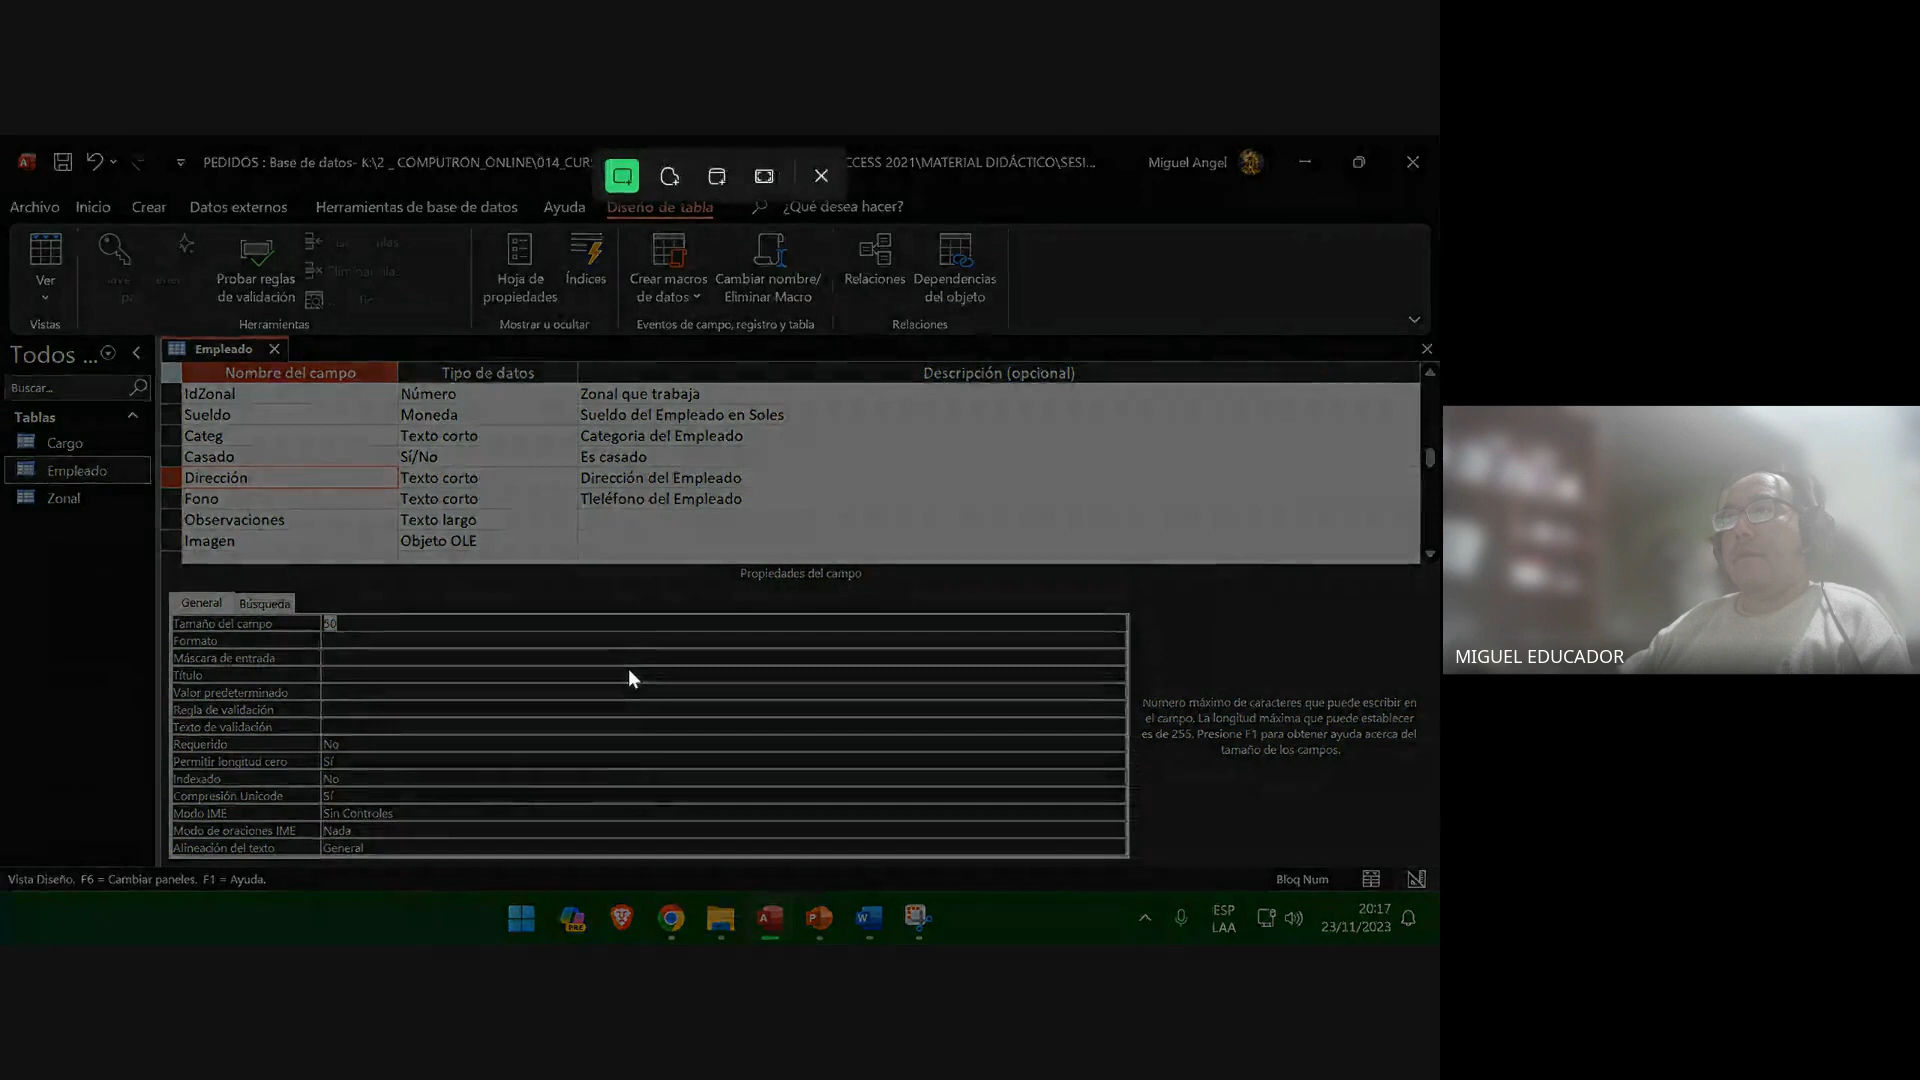 PEDIDOS : Base de datos- K:\2 _ COMPUTRON_ONLINE\014_CURS
CCESS 2021\MATERIAL DIDÁCTICO\SESI...
Miguel Angel
Archivo Inicio Crear Datos externos Herramientas de base de datos Ayuda Diseño de tabla ¿Qué desea hacer?
Ver
Probar reglas
de validación
Hoja de
propiedades
Índices
Crear macros
de datos
Cambiar nombre/
Eliminar Macro
Relaciones
Dependencias
del objeto
Vistas
Herramientas
Mostrar u ocultar
Eventos de campo, registro y tabla
Relaciones
Todos ...
Buscar...
Tablas
Cargo
Empleado
Zonal
Empleado
Nombre del campo Tipo de datos Descripción (opcional)
IdZonal Número Zonal que trabaja
Sueldo Moneda Sueldo del Empleado en Soles
Categ Texto corto Categoria del Empleado
Casado Sí/No Es casado
Dirección Texto corto Dirección del Empleado
Fono Texto corto Tleléfono del Empleado
Observaciones Texto largo
Imagen Objeto OLE
Propiedades del campo
General Búsqueda
Tamaño del campo 50
Formato
Máscara de entrada
Título
Valor predeterminado
Regla de validación
Texto de validación
Requerido No
Permitir longitud cero Sí
Indexado No
Compresión Unicode Sí
Modo IME Sin Controles
Modo de oraciones IME Nada
Alineación del texto General
Número máximo de caracteres que puede escribir en
el campo. La longitud máxima que puede establecer
es de 255. Presione F1 para obtener ayuda acerca del
tamaño de los campos.
Vista Diseño. F6 = Cambiar paneles. F1 = Ayuda.
Bloq Num
ESP
LAA
20:17
23/11/2023
MIGUEL EDUCADOR